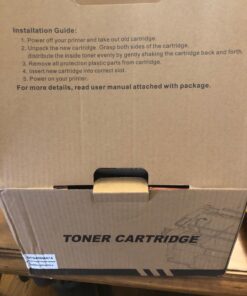 Installation Guide:
1. Power off your printer and take out old cartridge.
2. Unpack the new cartridge. Grasp both sides of the cartridge.
distribute the inside toner evenly by gently shaking the cartridge back and forth.
3. Remove all protection plastic parts from cartridge.
4. Insert new cartridge into correct slot.
5. Power on your printer.
For more details, read user manual attached with package.
TONER CARTRIDGE